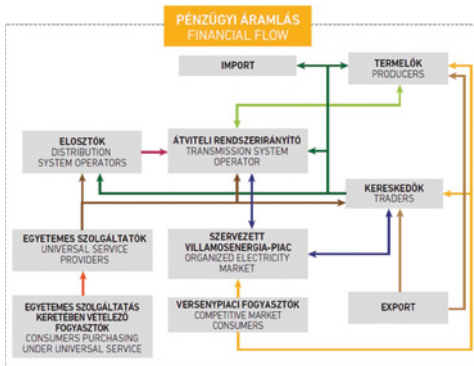 PÉNZÜGYI ÁRAMLÁS
FINANCIAL FLOW
IMPORT
TERMELŐK
PRODUCERS
ELOSZTÓK
DISTRIBUTION
SYSTEM OPERATORS
ÁTVITELI RENDSZERIRÁNYÍTÓ
TRANSMISSION SYSTEM
OPERATOR
KERESKEDŐK
TRADERS
EGYETEMES SZOLGÁLTATÓK
UNIVERSAL SERVICE
PROVIDERS
SZERVEZETT
VILLAMOSENERGIA-PIAC
ORGANIZED ELECTRICITY
MARKET
EGYETEMES SZOLGÁLTATÁS
KERETÉBEN VÉTELEZŐ
FOGYASZTÓK
CONSUMERS PURCHASING
UNDER UNIVERSAL SERVICE
VERSENYPIACI FOGYASZTÓK
COMPETITIVE MARKET
CONSUMERS
EXPORT